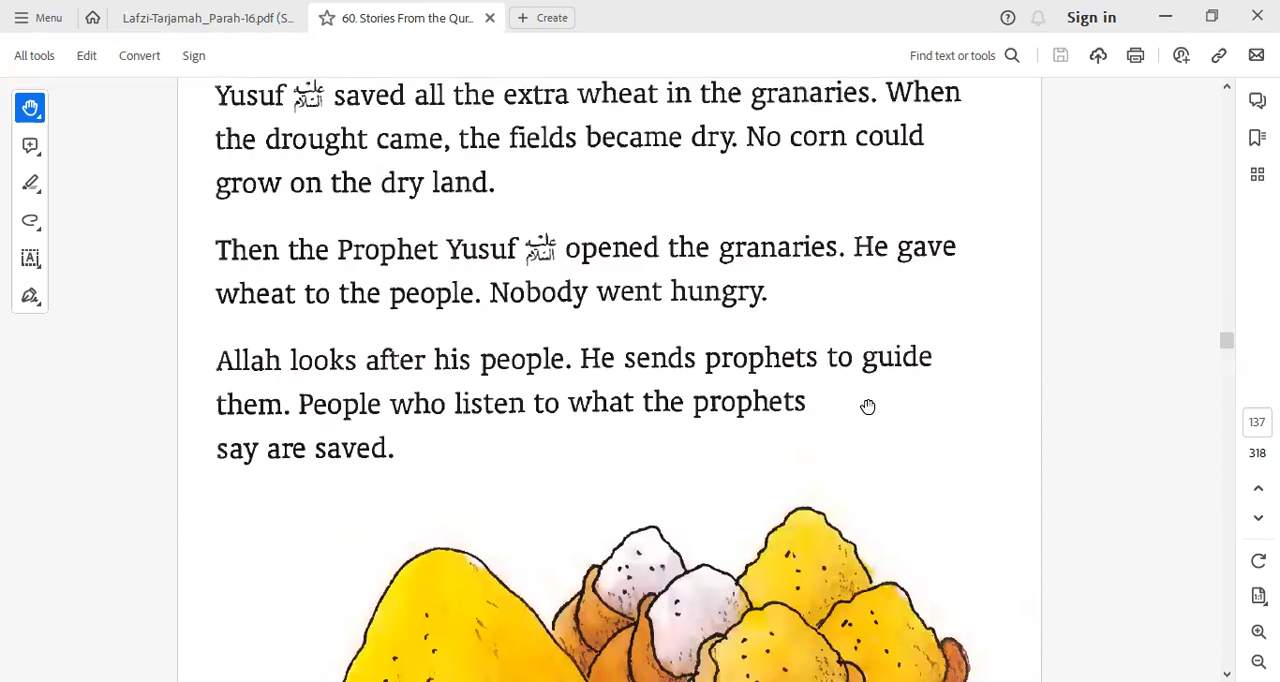 Menu
Lafzi-Tarjamah_Parah-16.pdf (S...
60. Stories From the Qur...
Create
Sign in
All tools
Edit
Convert
Sign
Find text or tools
Yusuf عليه السلام saved all the extra wheat in the granaries. When
the drought came, the fields became dry. No corn could
grow on the dry land.
Then the Prophet Yusuf عليه السلام opened the granaries. He gave
wheat to the people. Nobody went hungry.
Allah looks after his people. He sends prophets to guide
them. People who listen to what the prophets
say are saved.
137
318